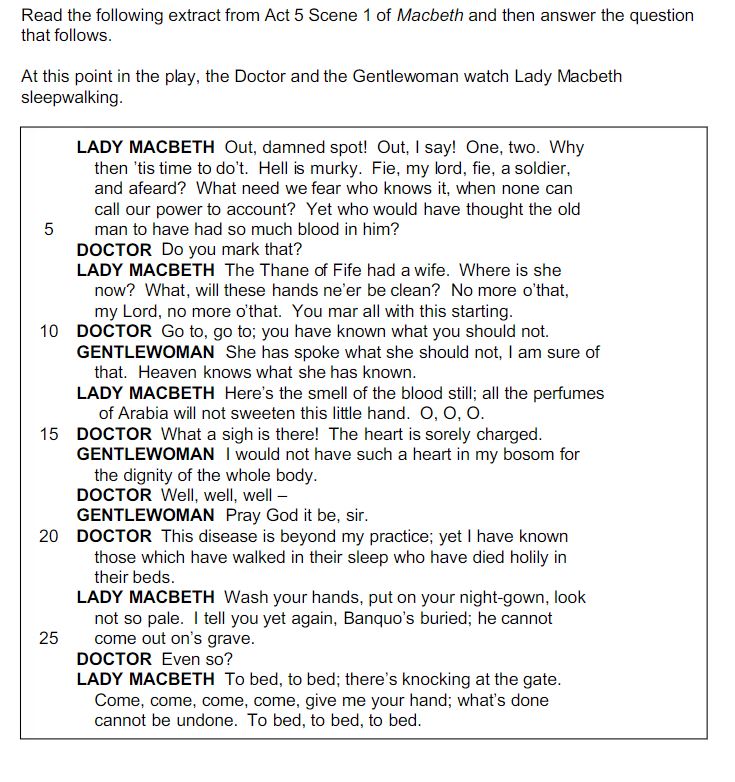 Read the following extract from Act 5 Scene 1 of Macbeth and then answer the question
that follows.
At this point in the play, the Doctor and the Gentlewoman watch Lady Macbeth
sleepwalking.
LADY MACBETH Out, damned spot! Out, I say! One, two. Why
then ’tis time to do’t. Hell is murky. Fie, my lord, fie, a soldier,
and afeard? What need we fear who knows it, when none can
call our power to account? Yet who would have thought the old
5 man to have had so much blood in him?
DOCTOR Do you mark that?
LADY MACBETH The Thane of Fife had a wife. Where is she
now? What, will these hands ne’er be clean? No more o’that,
my Lord, no more o’that. You mar all with this starting.
10 DOCTOR Go to, go to; you have known what you should not.
GENTLEWOMAN She has spoke what she should not, I am sure of
that. Heaven knows what she has known.
LADY MACBETH Here’s the smell of the blood still; all the perfumes
of Arabia will not sweeten this little hand. O, O, O.
15 DOCTOR What a sigh is there! The heart is sorely charged.
GENTLEWOMAN I would not have such a heart in my bosom for
the dignity of the whole body.
DOCTOR Well, well, well –
GENTLEWOMAN Pray God it be, sir.
20 DOCTOR This disease is beyond my practice; yet I have known
those which have walked in their sleep who have died holily in
their beds.
LADY MACBETH Wash your hands, put on your night-gown, look
not so pale. I tell you yet again, Banquo’s buried; he cannot
25 come out on’s grave.
DOCTOR Even so?
LADY MACBETH To bed, to bed; there’s knocking at the gate.
Come, come, come, come, give me your hand; what’s done
cannot be undone. To bed, to bed, to bed.